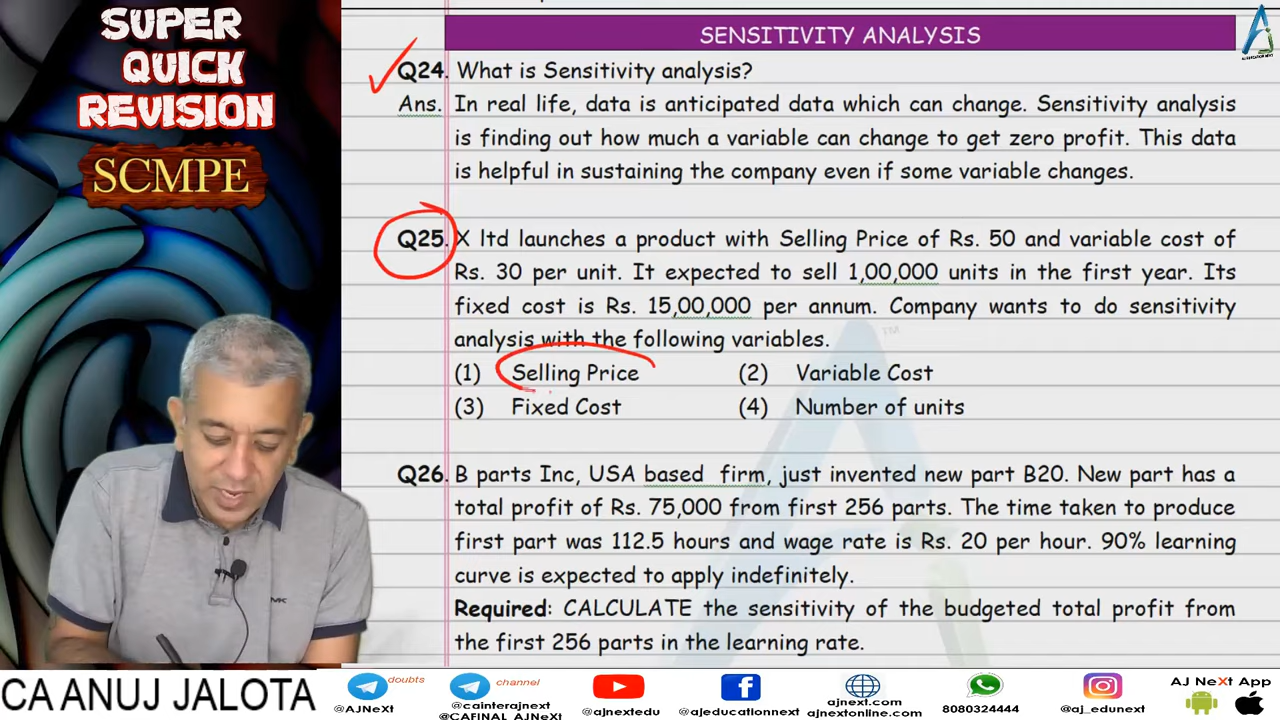 SUPER
QUICK
REVISION
SCMPE
SENSITIVITY ANALYSIS
Q24. What is Sensitivity analysis?
Ans. In real life, data is anticipated data which can change. Sensitivity analysis
is finding out how much a variable can change to get zero profit. This data
is helpful in sustaining the company even if some variable changes.
Q25. X ltd launches a product with Selling Price of Rs. 50 and variable cost of
Rs. 30 per unit. It expected to sell 1,00,000 units in the first year. Its
fixed cost is Rs. 15,00,000 per annum. Company wants to do sensitivity
analysis with the following variables.
(1) Selling Price (2) Variable Cost
(3) Fixed Cost (4) Number of units
Q26. B parts Inc, USA based firm, just invented new part B20. New part has a
total profit of Rs. 75,000 from first 256 parts. The time taken to produce
first part was 112.5 hours and wage rate is Rs. 20 per hour. 90% learning
curve is expected to apply indefinitely.
Required: CALCULATE the sensitivity of the budgeted total profit from
the first 256 parts in the learning rate.
CA ANUJ JALOTA
doubts
@AJNeXt
channel
@cainterajnext
@CAFINAL_AJNeXt
@ajnextedu
@ajeducationnext
ajnext.com
ajnextonline.com
8080324444
@aj_edunext
AJ NeXt App